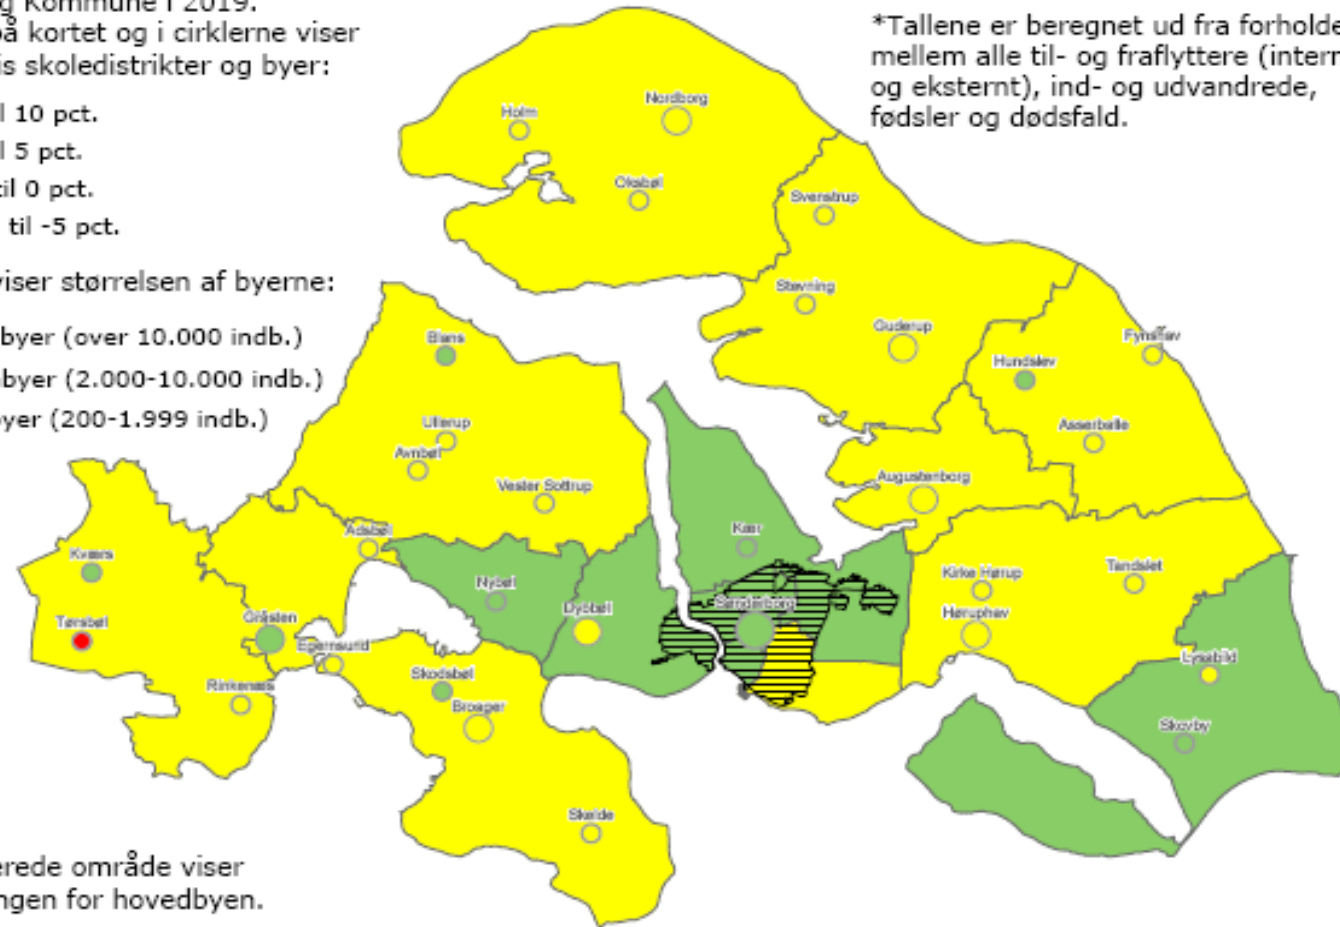 g Kommune i 2019.
på kortet og i cirklerne viser
is skoledistrikter og byer:
l 10 pct.
l 5 pct.
til 0 pct.
til -5 pct.
viser størrelsen af byerne:
byer (over 10.000 indb.)
byer (2.000-10.000 indb.)
byer (200-1.999 indb.)
*Tallene er beregnet ud fra forholde
mellem alle til- og fraflyttere (intern
og eksternt), ind- og udvandrede,
fødsler og dødsfald.
Holm
Nordborg
Oksbøl
Svenstrup
Stevning
Guderup
Fynshav
Hundslev
Asserballe
Blans
Ullerup
Avnbøl
Vester Sottrup
Augustenborg
Adsbøl
Kær
Kværs
Nybøl
Kirke Hørup
Tandslet
Tørsbøl
Gråsten
Dybbøl
Sønderborg
Høruphav
Egernsund
Lysabild
Rinkenæs
Skodsbøl
Broager
Skovby
Skelde
erede område viser
ngen for hovedbyen.